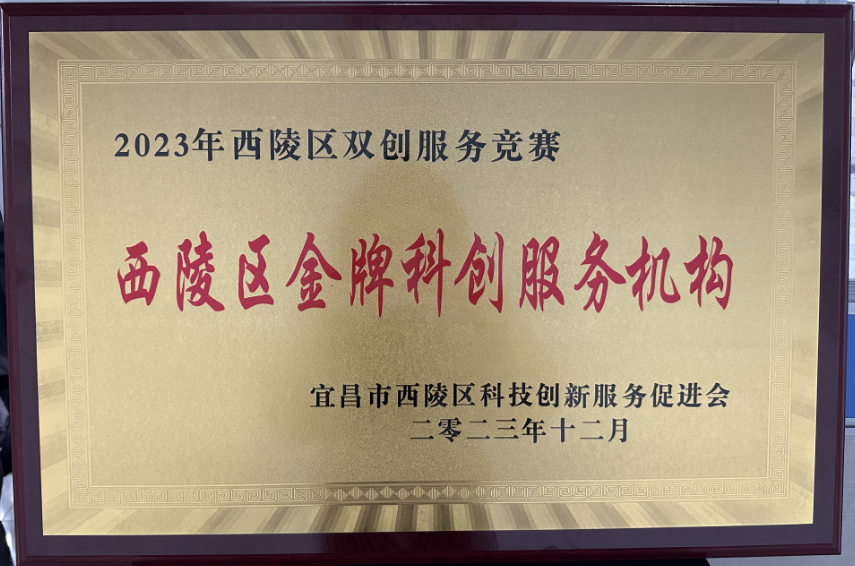 2023年西陵区双创服务竞赛
西陵区金牌科创服务机构
宜昌市西陵区科技创新服务促进会
二零二三年十二月